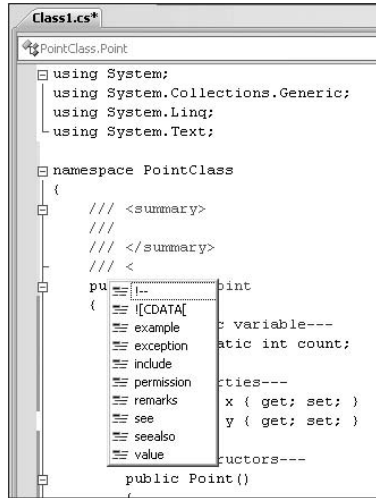 Class1.cs*
PointClass.Point
using System;
using System.Collections.Generic;
using System.Linq;
using System.Text;
namespace PointClass
{
/// <summary>
///
/// </summary>
/// <
pu oint
{
!--
![CDATA[
example
exception
include
permission
remarks
see
seealso
value
c variable---
atic int count;
rties---
x { get; set; }
y { get; set; }
uctors---
public Point()
{